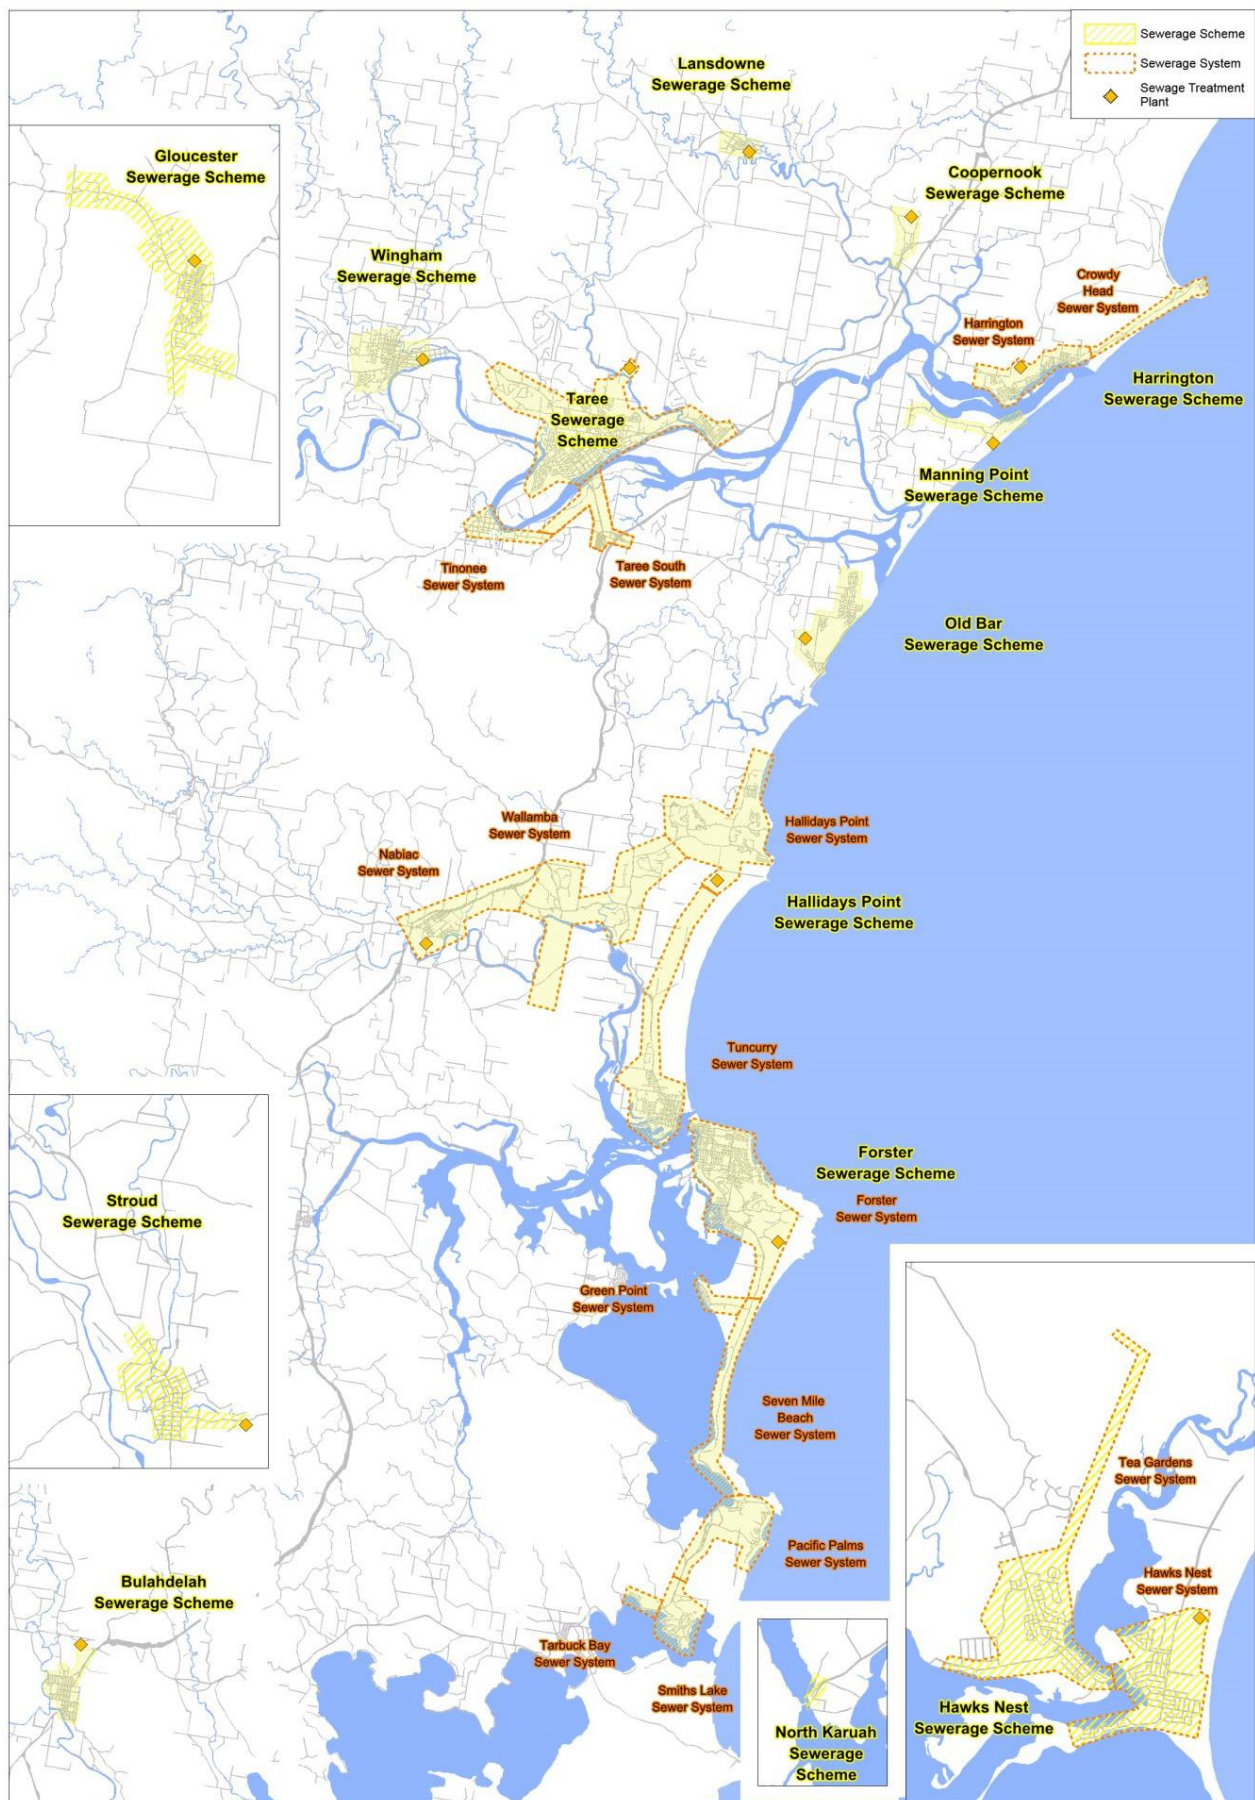 Sewerage Scheme
Sewerage System
Sewage Treatment
Plant
Lansdowne
Sewerage Scheme
Gloucester
Sewerage Scheme
Coopernook
Sewerage Scheme
Wingham
Sewerage Scheme
Crowdy
Head
Sewer System
Harrington
Sewer System
Harrington
Sewerage Scheme
Taree
Sewerage
Scheme
Manning Point
Sewerage Scheme
Tinonee
Sewer System
Taree South
Sewer System
Old Bar
Sewerage Scheme
Wallamba
Sewer System
Hallidays Point
Sewer System
Nabiac
Sewer System
Hallidays Point
Sewerage Scheme
Tuncurry
Sewer System
Forster
Sewerage Scheme
Stroud
Sewerage Scheme
Forster
Sewer System
Green Point
Sewer System
Seven Mile
Beach
Sewer System
Tea Gardens
Sewer System
Pacific Palms
Sewer System
Hawks Nest
Sewer System
Bulahdelah
Sewerage Scheme
Tarbuck Bay
Sewer System
Smiths Lake
Sewer System
Hawks Nest
Sewerage Scheme
North Karuah
Sewerage
Scheme